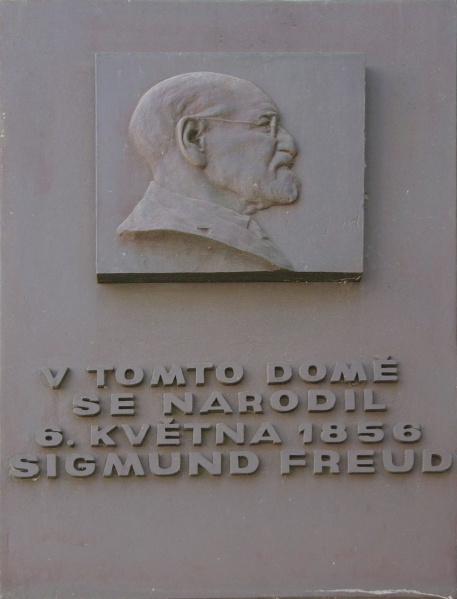 V TOMTO DOMĚ
SE NARODIL
6. KVĚTNA 1856
SIGMUND FREUD